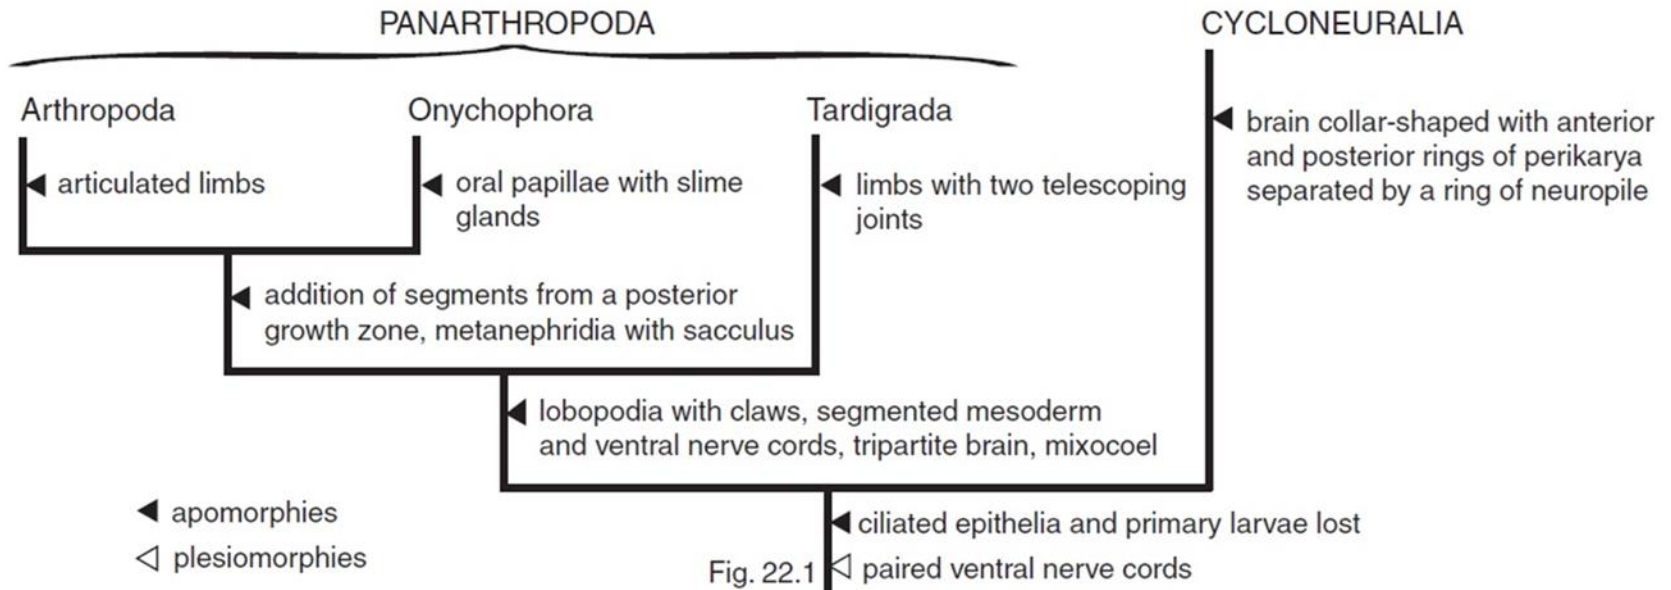 PANARTHROPODA
CYCLONEURALIA
Arthropoda
Onychophora
Tardigrada
brain collar-shaped with anterior
and posterior rings of perikarya
separated by a ring of neuropile
articulated limbs
oral papillae with slime
glands
limbs with two telescoping
joints
addition of segments from a posterior
growth zone, metanephridia with sacculus
lobopodia with claws, segmented mesoderm
and ventral nerve cords, tripartite brain, mixocoel
apomorphies
plesiomorphies
ciliated epithelia and primary larvae lost
Fig. 22.1
paired ventral nerve cords